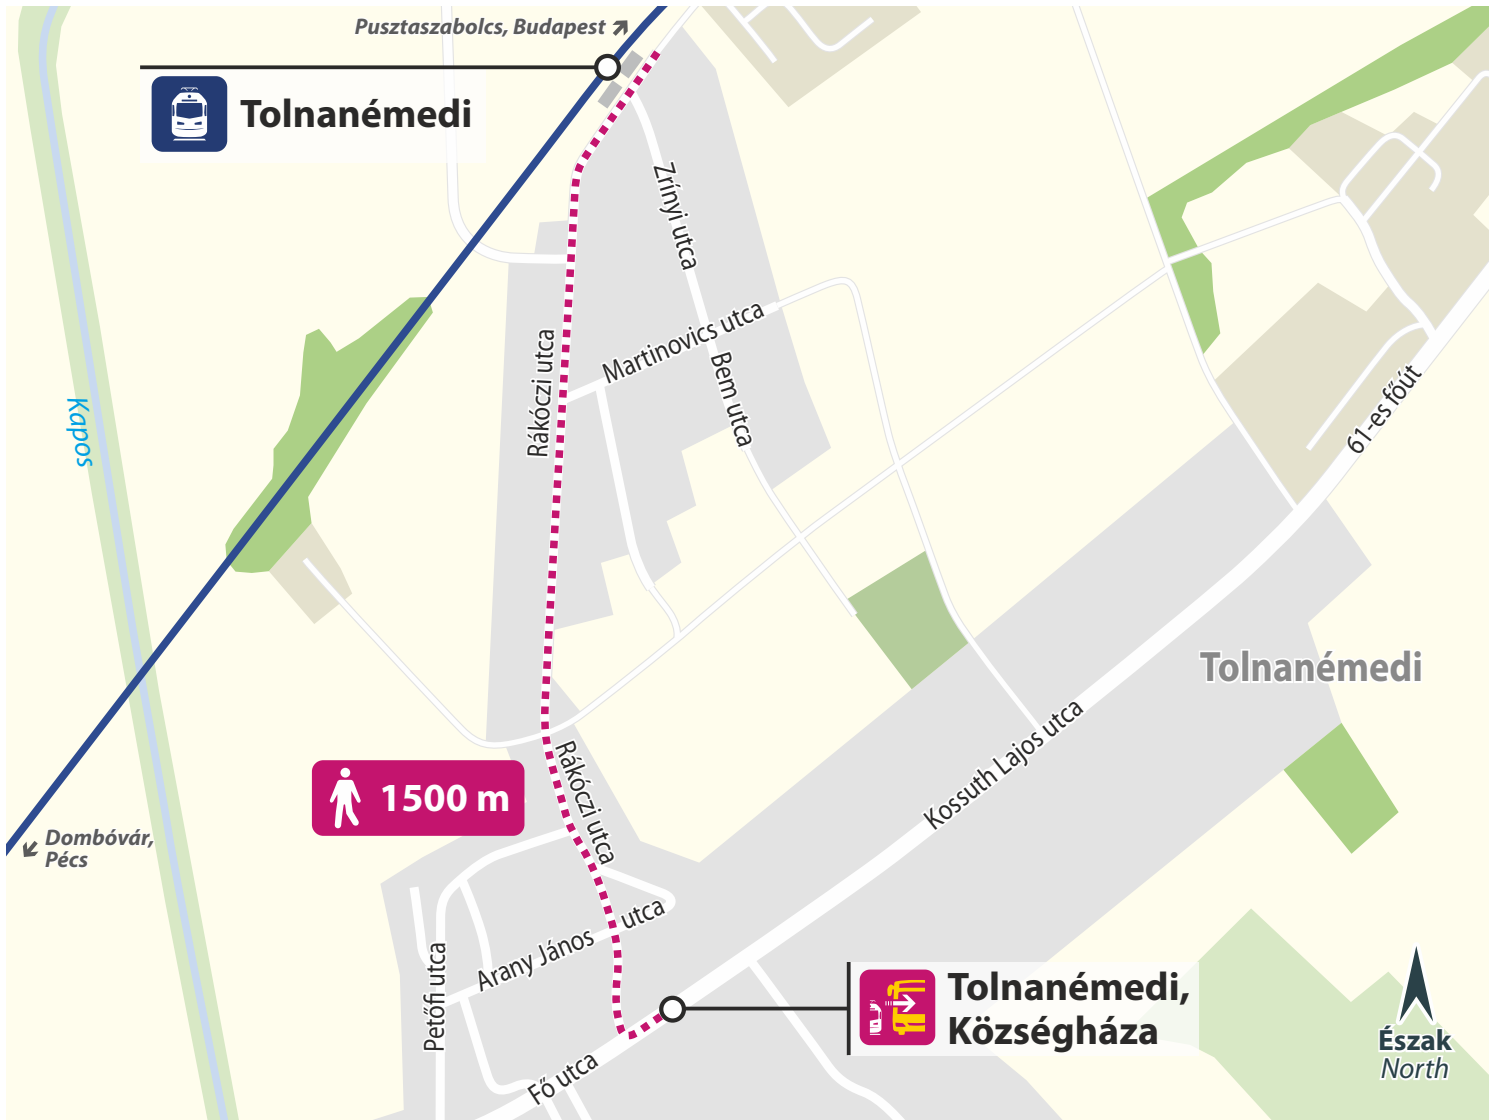 Pusztaszabolcs, Budapest
Tolnanémedi
Zrínyi utca
Martinovics utca
Rákóczi utca
Bem utca
Kapos
61-es főút
Tolnanémedi
Kossuth Lajos utca
Rákóczi utca
1500 m
Dombóvár,
Pécs
Arany János utca
Petőfi utca
Tolnanémedi,
Községháza
Fő utca
Észak
North